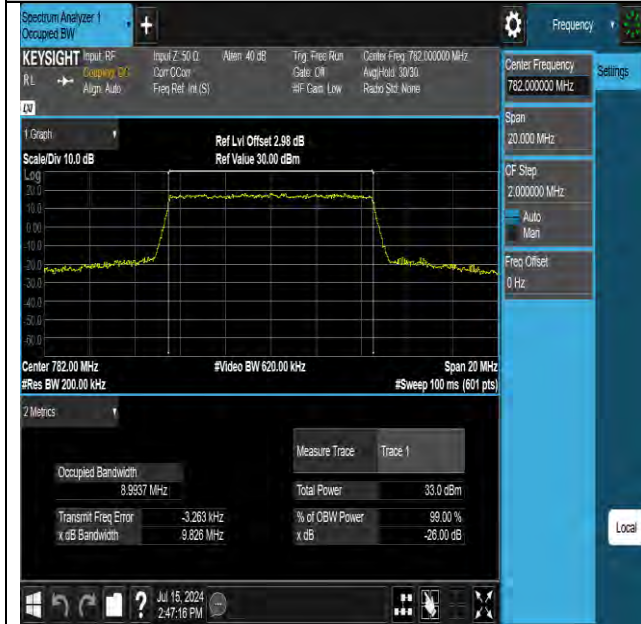 Spectrum Analyzer 1
Occupied BW
+
Frequency
KEYSIGHT
RL
Input: RF
Coupling: DC
Align: Auto
Input Z: 50 Ω
Corr CCorr
Freq Ref: Int (S)
Atten: 40 dB
Trig: Free Run
Gate: Off
#IF Gain: Low
Center Freq: 782.000000 MHz
Avg|Hold: 30/30
Radio Std: None
LW
Center Frequency
782.000000 MHz
Settings
Span
20.000 MHz
CF Step
2.000000 MHz
Auto
Man
Freq Offset
0 Hz
1 Graph
Scale/Div 10.0 dB
Ref Lvl Offset 2.98 dB
Ref Value 30.00 dBm
Log
20.0
10.0
0.00
-10.0
-20.0
-30.0
-40.0
-50.0
-60.0
Center 782.00 MHz
#Res BW 200.00 kHz
#Video BW 620.00 kHz
Span 20 MHz
#Sweep 100 ms (601 pts)
2 Metrics
Measure Trace Trace 1
Occupied Bandwidth
8.9937 MHz
Total Power 33.0 dBm
Transmit Freq Error -3.263 kHz
% of OBW Power 99.00 %
x dB Bandwidth 9.826 MHz
x dB -26.00 dB
Local
?
Jul 15, 2024
2:47:16 PM